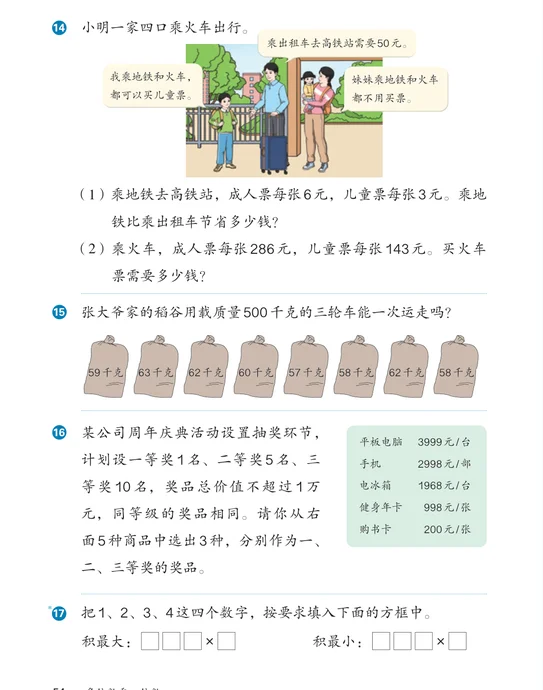 14 小明一家四口乘火车出行。
乘出租车去高铁站需要50元。
我乘地铁和火车，
都可以买儿童票。
妹妹乘地铁和火车
都不用买票。
（1）乘地铁去高铁站，成人票每张6元，儿童票每张3元。乘地
铁比乘出租车节省多少钱？
（2）乘火车，成人票每张286元，儿童票每张143元。买火车
票需要多少钱？
15 张大爷家的稻谷用载质量500千克的三轮车能一次运走吗？
59千克 63千克 62千克 60千克 57千克 58千克 62千克 58千克
16 某公司周年庆典活动设置抽奖环节，
计划设一等奖1名、二等奖5名、三
等奖10名，奖品总价值不超过1万
元，同等级的奖品相同。请你从右
面5种商品中选出3种，分别作为一、
二、三等奖的奖品。
平板电脑 3999元/台
手机 2998元/部
电冰箱 1968元/台
健身年卡 998元/张
购书卡 200元/张
*17 把1、2、3、4这四个数字，按要求填入下面的方框中。
积最大：□□□×□ 积最小：□□□×□